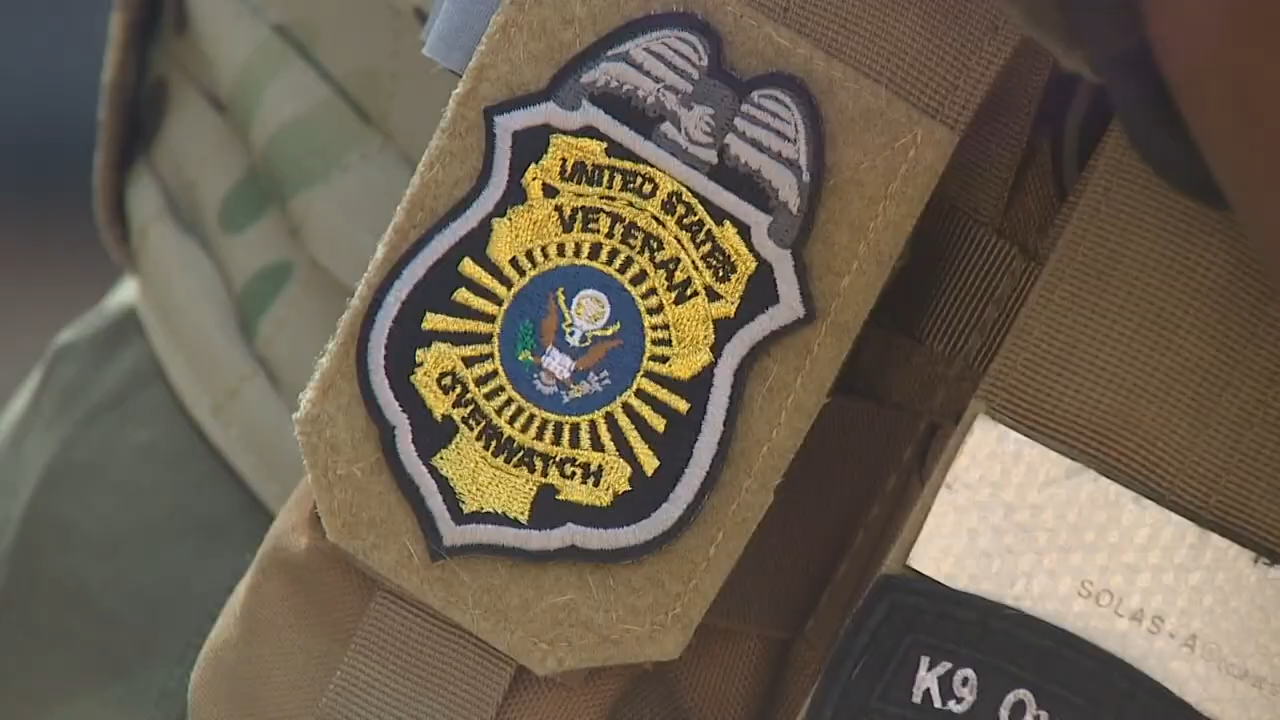 UNITED STATES
VETERAN
OVERWATCH
SOLAS-A
K9